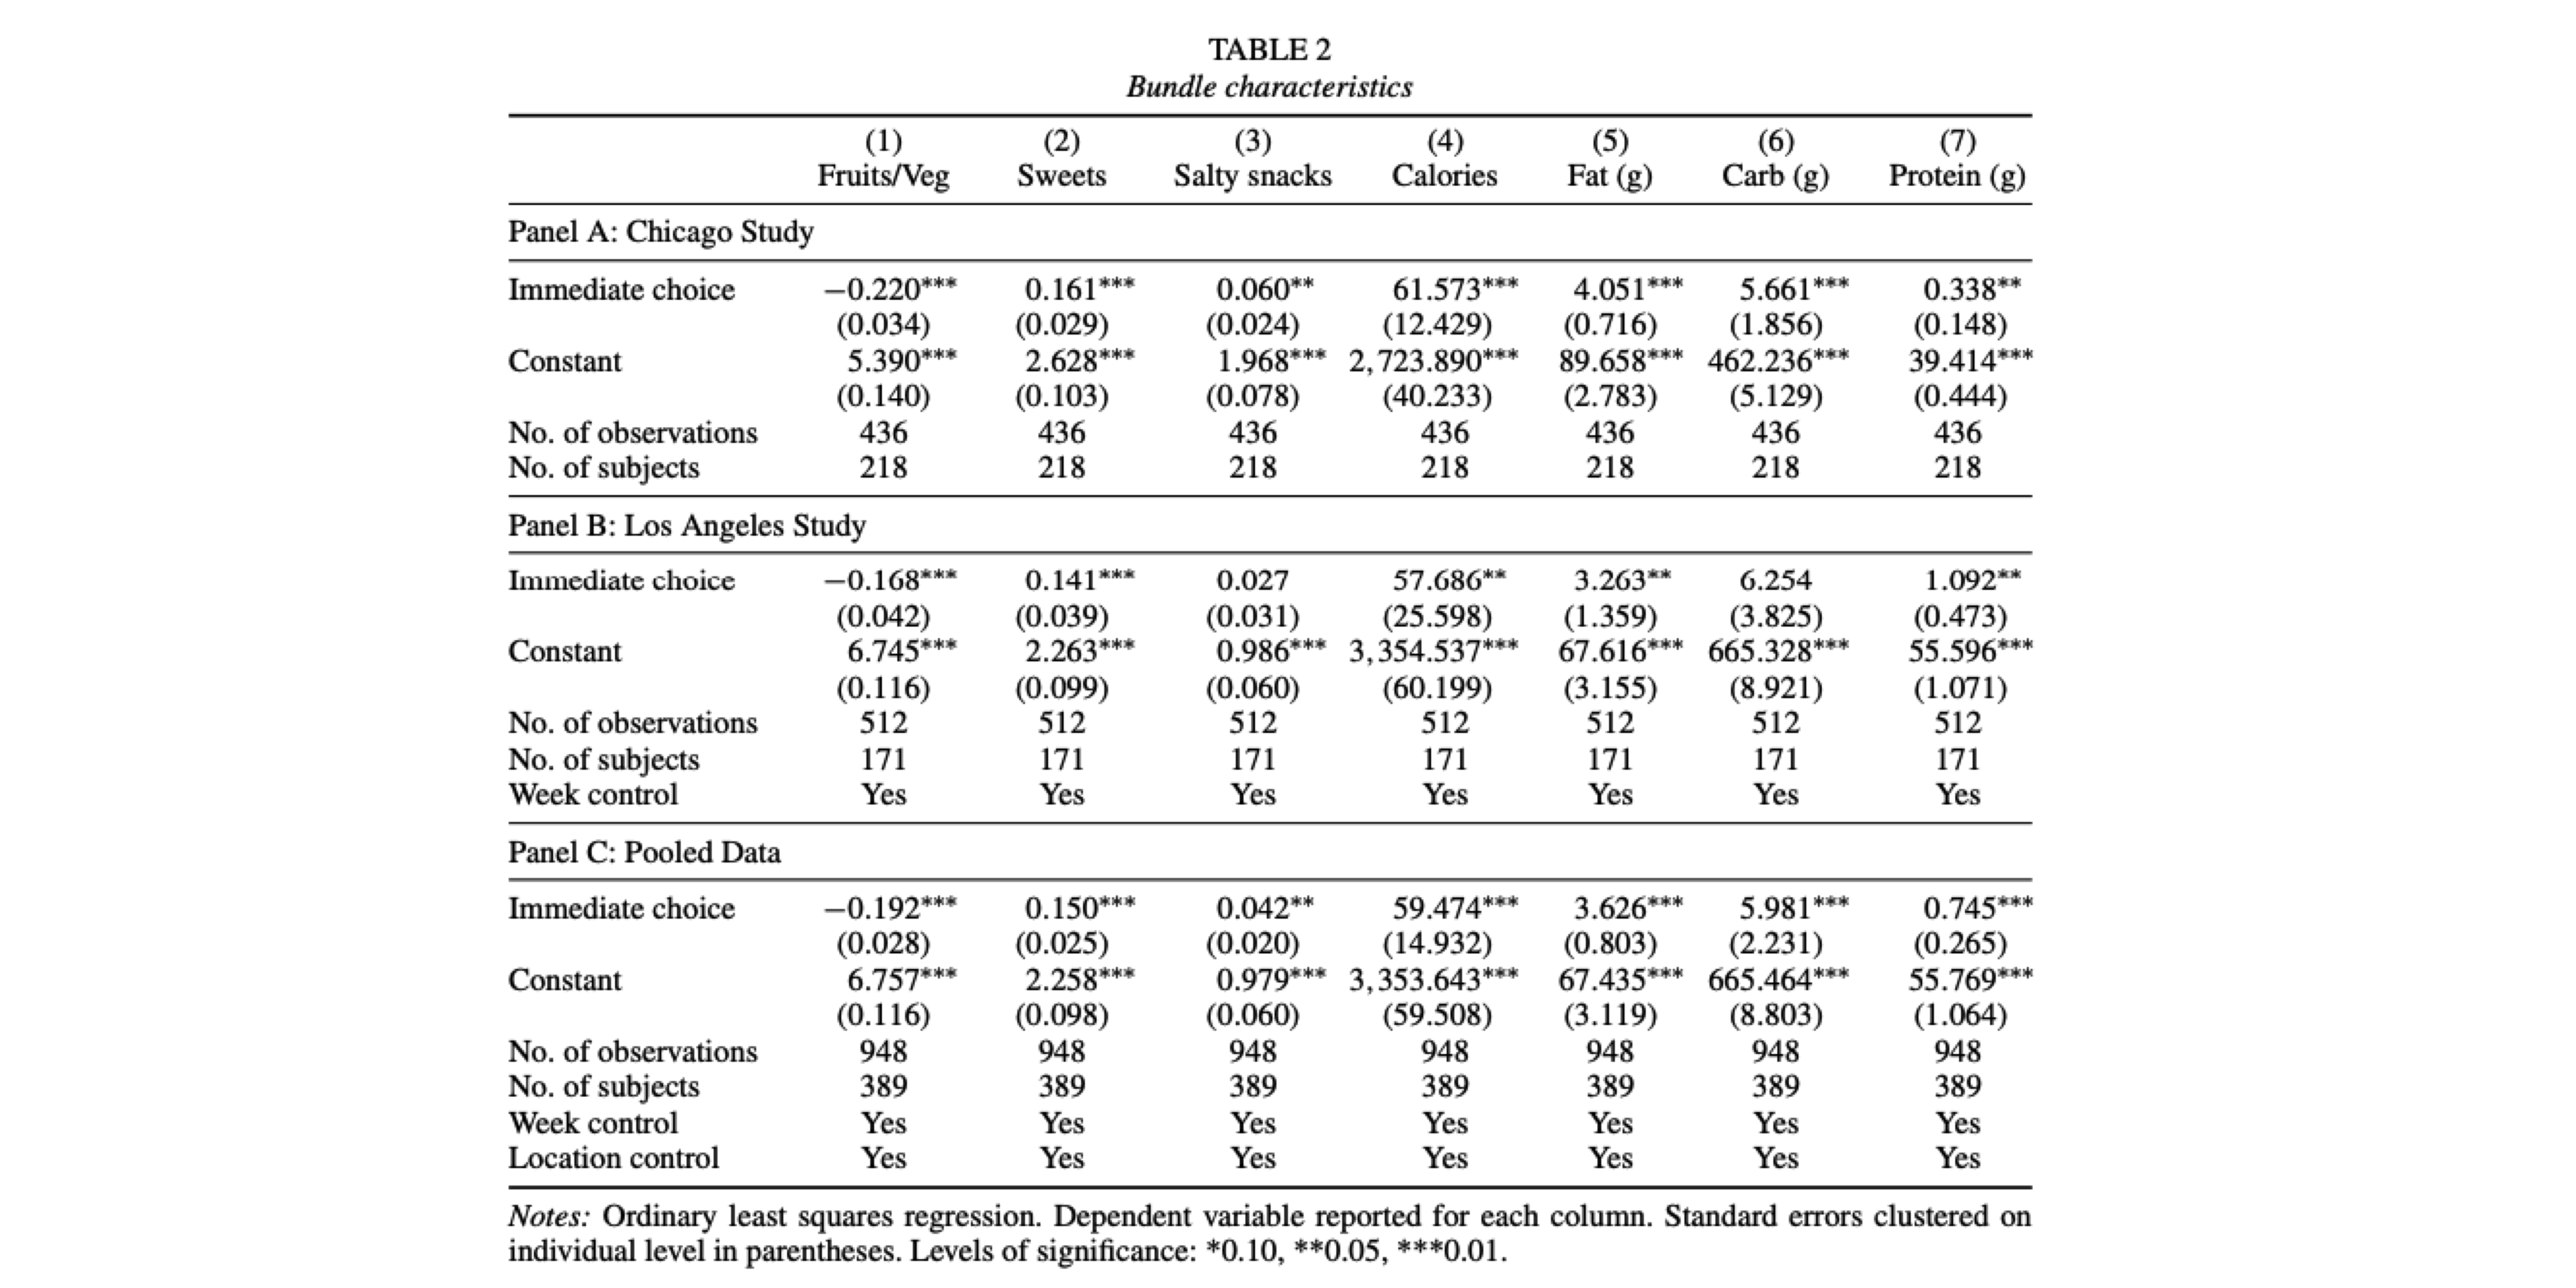 TABLE 2
Bundle characteristics
(1) (2) (3) (4) (5) (6) (7)
Fruits/Veg Sweets Salty snacks Calories Fat (g) Carb (g) Protein (g)
Panel A: Chicago Study
Immediate choice −0.220*** 0.161*** 0.060** 61.573*** 4.051*** 5.661*** 0.338**
(0.034) (0.029) (0.024) (12.429) (0.716) (1.856) (0.148)
Constant 5.390*** 2.628*** 1.968*** 2,723.890*** 89.658*** 462.236*** 39.414***
(0.140) (0.103) (0.078) (40.233) (2.783) (5.129) (0.444)
No. of observations 436 436 436 436 436 436 436
No. of subjects 218 218 218 218 218 218 218
Panel B: Los Angeles Study
Immediate choice −0.168*** 0.141*** 0.027 57.686** 3.263** 6.254 1.092**
(0.042) (0.039) (0.031) (25.598) (1.359) (3.825) (0.473)
Constant 6.745*** 2.263*** 0.986*** 3,354.537*** 67.616*** 665.328*** 55.596***
(0.116) (0.099) (0.060) (60.199) (3.155) (8.921) (1.071)
No. of observations 512 512 512 512 512 512 512
No. of subjects 171 171 171 171 171 171 171
Week control Yes Yes Yes Yes Yes Yes Yes
Panel C: Pooled Data
Immediate choice −0.192*** 0.150*** 0.042** 59.474*** 3.626*** 5.981*** 0.745***
(0.028) (0.025) (0.020) (14.932) (0.803) (2.231) (0.265)
Constant 6.757*** 2.258*** 0.979*** 3,353.643*** 67.435*** 665.464*** 55.769***
(0.116) (0.098) (0.060) (59.508) (3.119) (8.803) (1.064)
No. of observations 948 948 948 948 948 948 948
No. of subjects 389 389 389 389 389 389 389
Week control Yes Yes Yes Yes Yes Yes Yes
Location control Yes Yes Yes Yes Yes Yes Yes
Notes: Ordinary least squares regression. Dependent variable reported for each column. Standard errors clustered on
individual level in parentheses. Levels of significance: *0.10, **0.05, ***0.01.